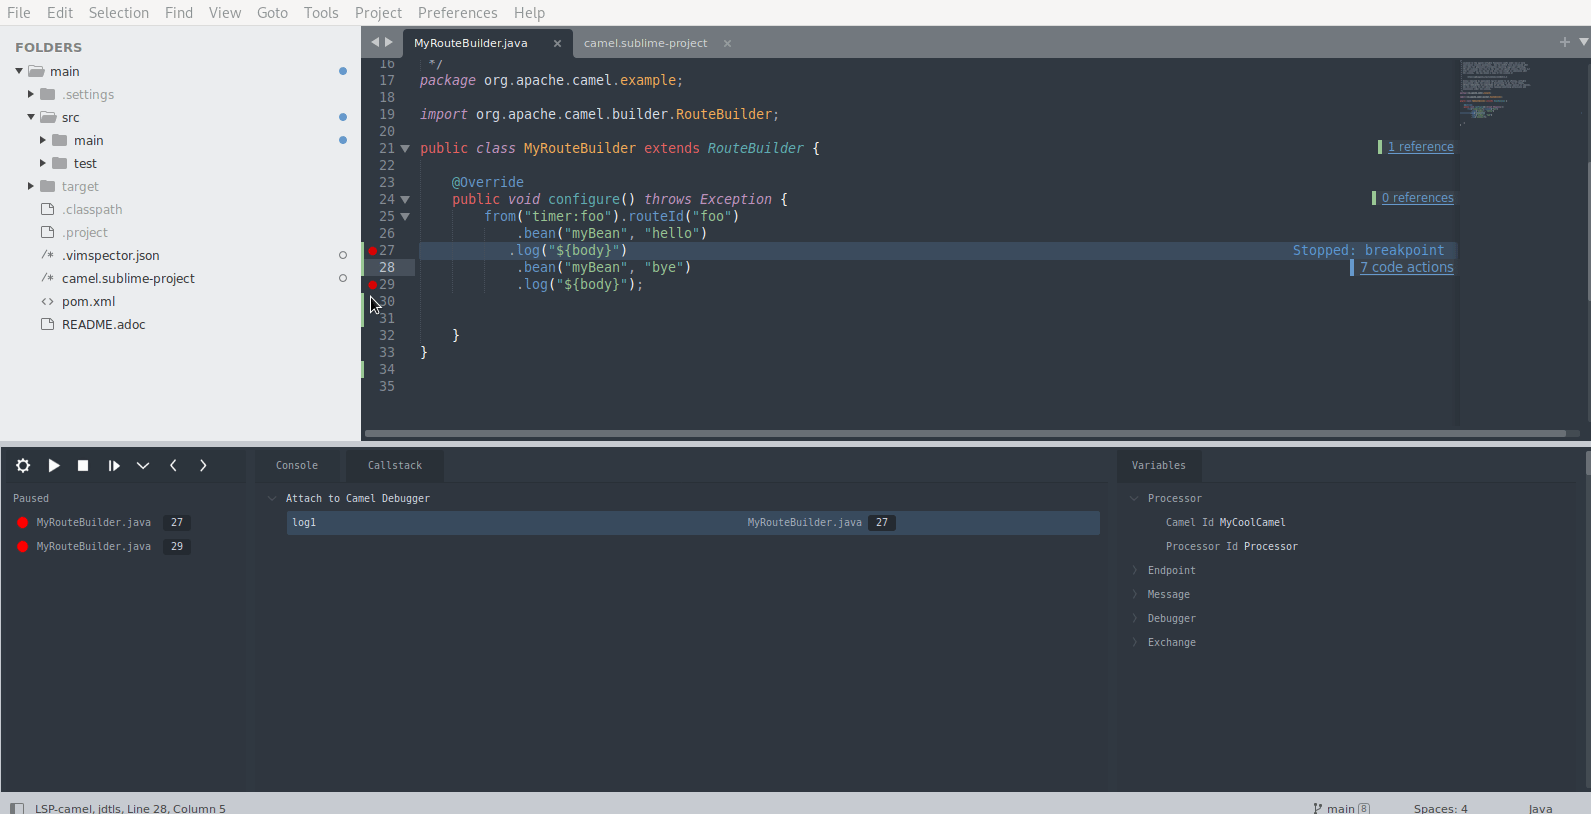 File Edit Selection Find View Goto Tools Project Preferences Help
FOLDERS
main
.settings
src
main
test
target
.classpath
.project
/* .vimspector.json
/* camel.sublime-project
<> pom.xml
README.adoc
MyRouteBuilder.java × camel.sublime-project × +
16 */
17 package org.apache.camel.example;
18
19 import org.apache.camel.builder.RouteBuilder;
20
21 public class MyRouteBuilder extends RouteBuilder { 1 reference
22
23 @Override
24 public void configure() throws Exception { 0 references
25 from("timer:foo").routeId("foo")
26 .bean("myBean", "hello")
27 .log("${body}") Stopped: breakpoint
28 .bean("myBean", "bye") 7 code actions
29 .log("${body}");
30
31
32 }
33 }
34
35
Paused
MyRouteBuilder.java 27
MyRouteBuilder.java 29
Console Callstack
Attach to Camel Debugger
log1 MyRouteBuilder.java 27
Variables
Processor
Camel Id MyCoolCamel
Processor Id Processor
Endpoint
Message
Debugger
Exchange
LSP-camel, jdtls, Line 28, Column 5 main 8 Spaces: 4 Java